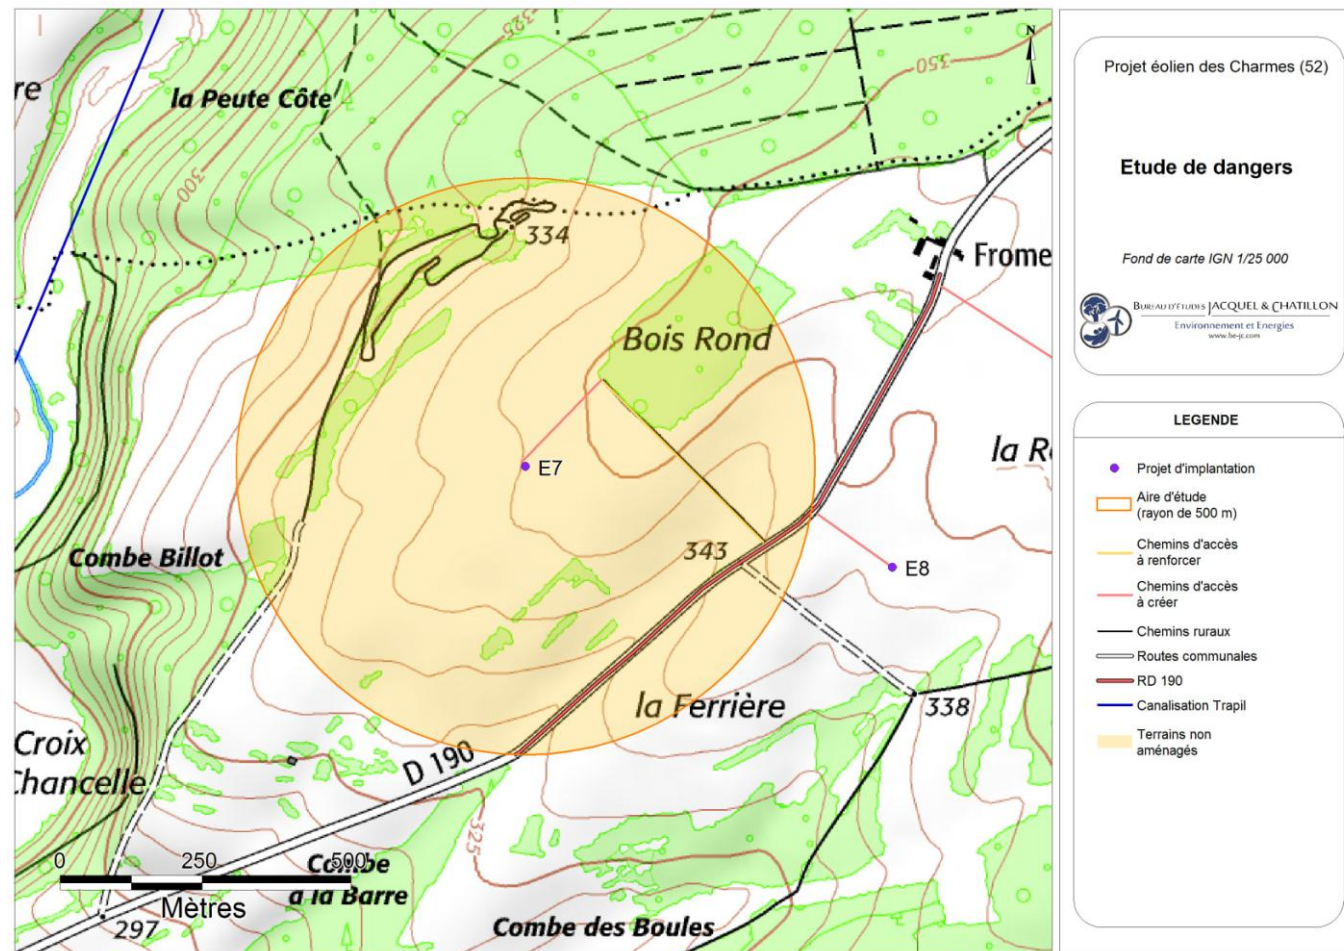 re
la Peute Côte
325
350
N
300
334
Frome
Bois Rond
la R
E7
343
E8
Combe Billot
la Ferrière
338
Croix
Chancelle
D 190
325
0 250 500
Mètres
Combe
à la Barre
297
Combe des Boules
Projet éolien des Charmes (52)
Etude de dangers
Fond de carte IGN 1/25 000
BUREAU D'ÉTUDES JACQUEL & CHATILLON
Environnement et Energies
www.be-jc.com
LEGENDE
Projet d'implantation
Aire d'étude
(rayon de 500 m)
Chemins d'accès
à renforcer
Chemins d'accès
à créer
Chemins ruraux
Routes communales
RD 190
Canalisation Trapil
Terrains non
aménagés